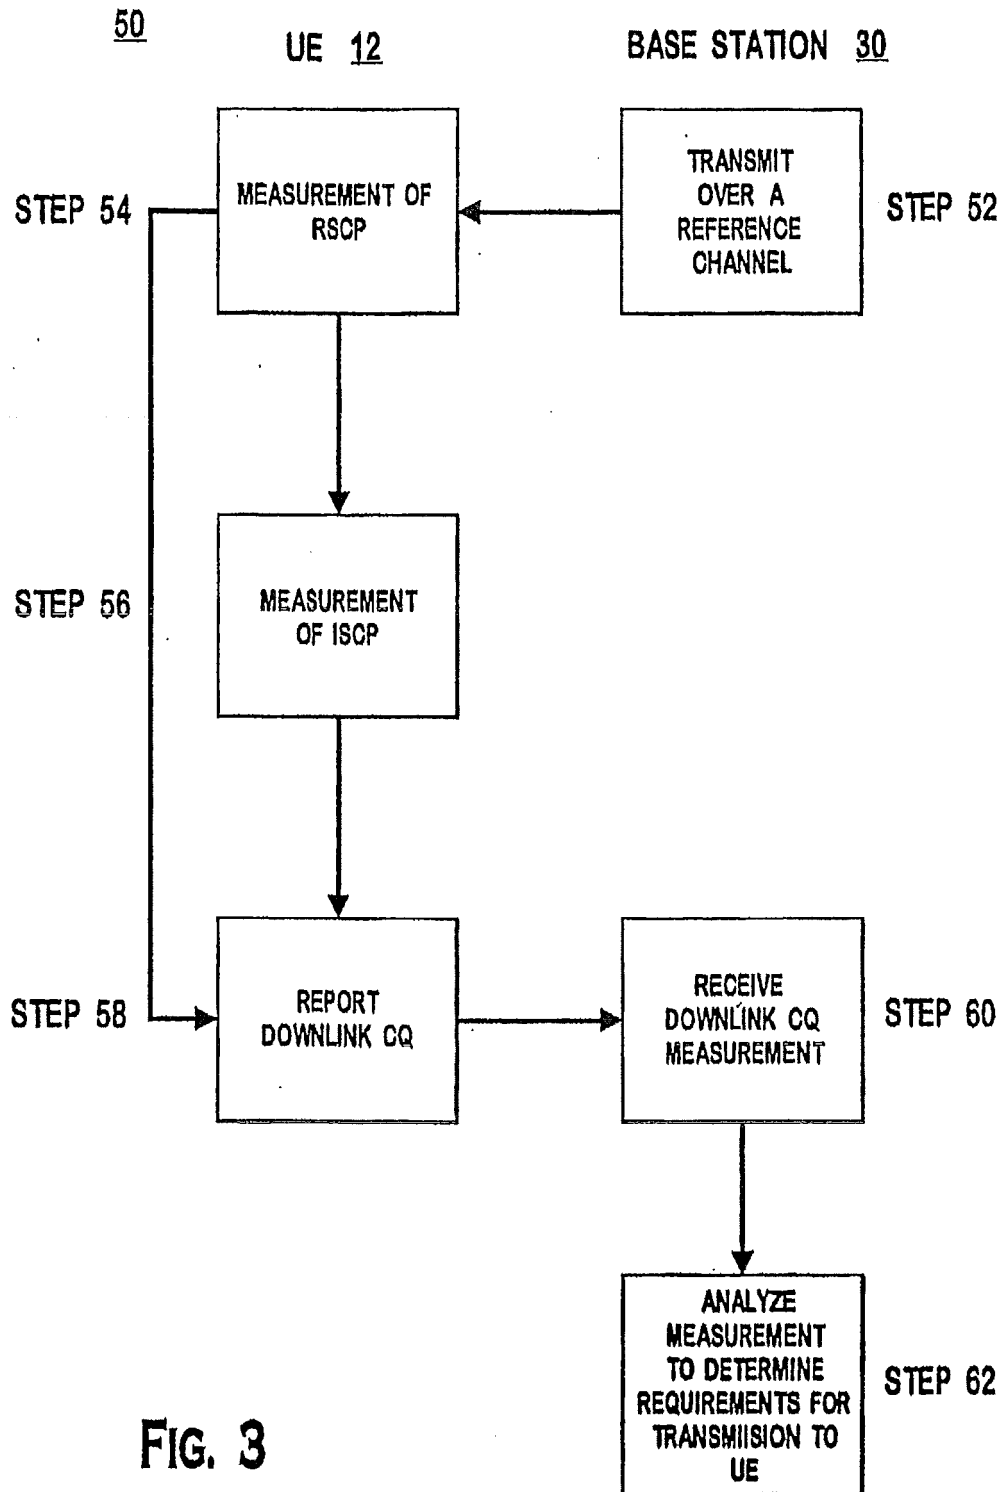 50
UE 12
BASE STATION 30
STEP 54
MEASUREMENT OF
RSCP
TRANSMIT
OVER A
REFERENCE
CHANNEL
STEP 52
STEP 56
MEASUREMENT
OF ISCP
STEP 58
REPORT
DOWNLINK CQ
RECEIVE
DOWNLINK CQ
MEASUREMENT
STEP 60
ANALYZE
MEASUREMENT
TO DETERMINE
REQUIREMENTS FOR
TRANSMIISION TO
UE
STEP 62
FIG. 3